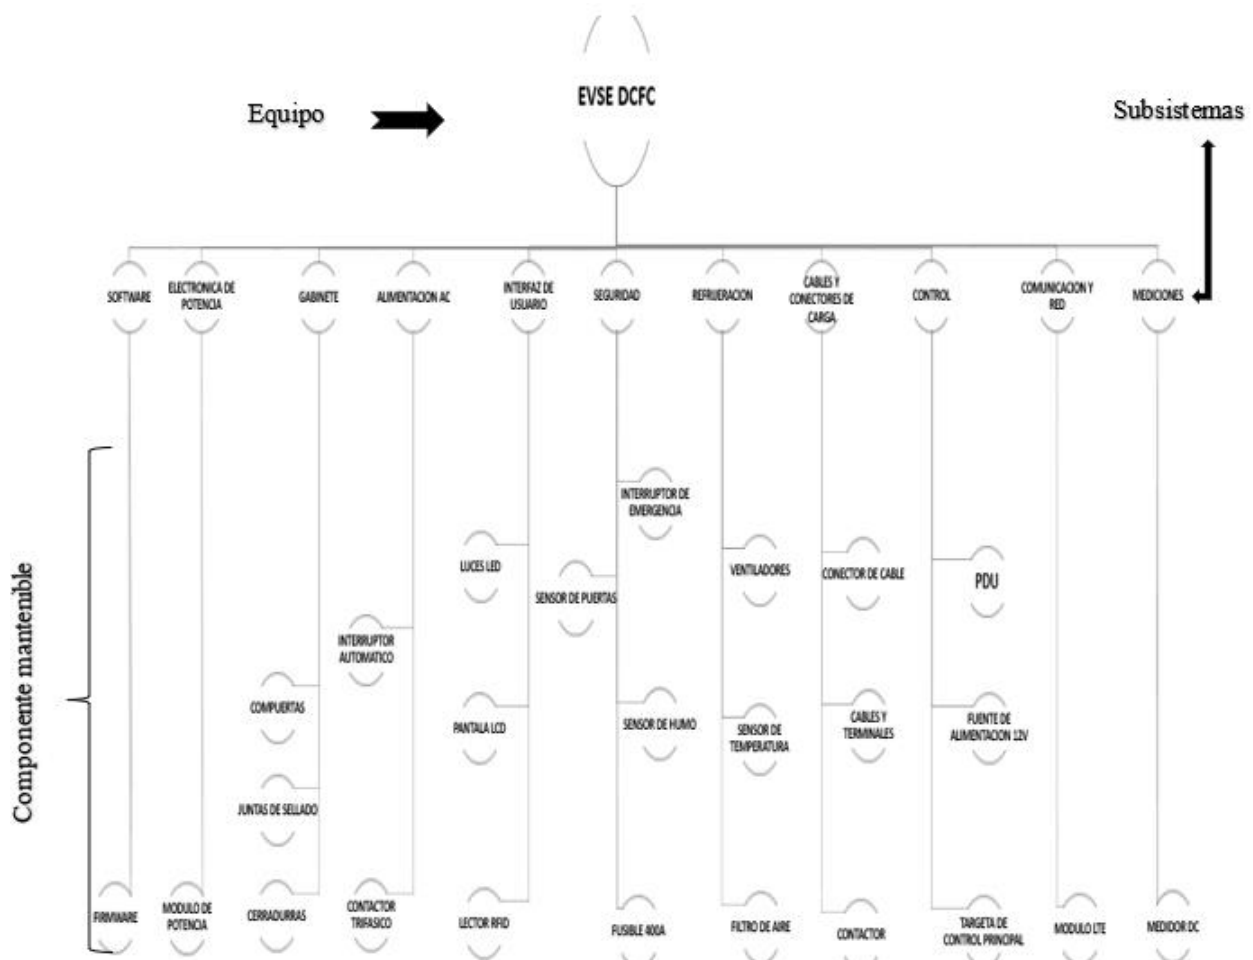 EVSE DCFC
Equipo
Subsistemas
SOFTWARE
ELECTRONICA DE
POTENCIA
GABINETE
ALIMENTACION AC
INTERFAZ DE
USUARIO
SEGURIDAD
REFRIJERACION
CABLES Y
CONECTORES DE
CARGA
CONTROL
COMUNICACION Y
RED
MEDICIONES
Componente mantenible
INTERRUPTOR DE
EMERGENCIA
LUCES LED
SENSOR DE PUERTAS
VENTILADORES
CONECTOR DE CABLE
PDU
INTERRUPTOR
AUTOMATICO
COMPUERTAS
PANTALA LCD
SENSOR DE HUMO
SENSOR DE
TEMPERATURA
CABLES Y
TERMINALES
FUENTE DE
ALIMENTACION 12V
JUNTAS DE SELLADO
FIRMWARE
MODULO DE
POTENCIA
CERRADURRAS
CONTACTOR
TRIFASICO
LECTOR RFID
FUSIBLE 400A
FILTRO DE AIRE
CONTACTOR
TARGETA DE
CONTROL PRINCIPAL
MODULO LTE
MEDIDOR DC